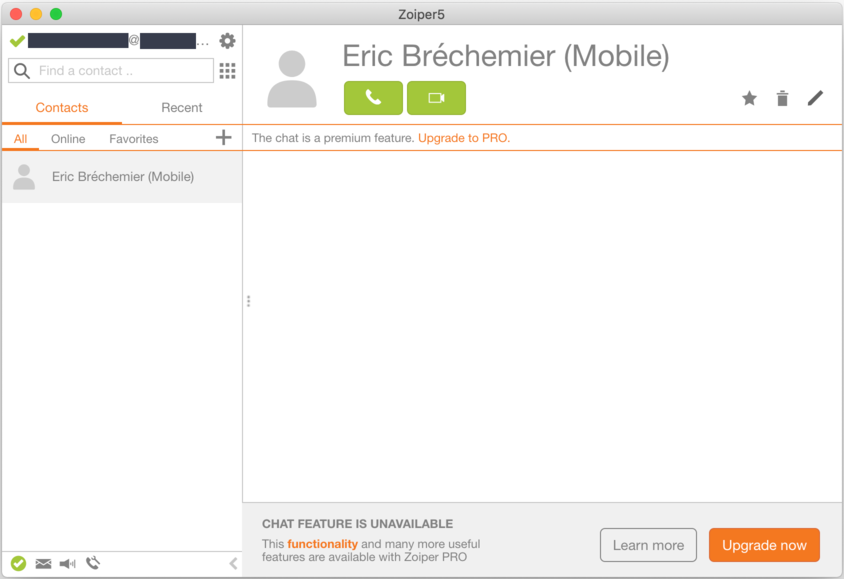 Zoiper5
@ ...
Find a contact ..
Contacts Recent
All Online Favorites
Eric Bréchemier (Mobile)
Eric Bréchemier (Mobile)
The chat is a premium feature. Upgrade to PRO.
CHAT FEATURE IS UNAVAILABLE
This functionality and many more useful
features are available with Zoiper PRO
Learn more
Upgrade now